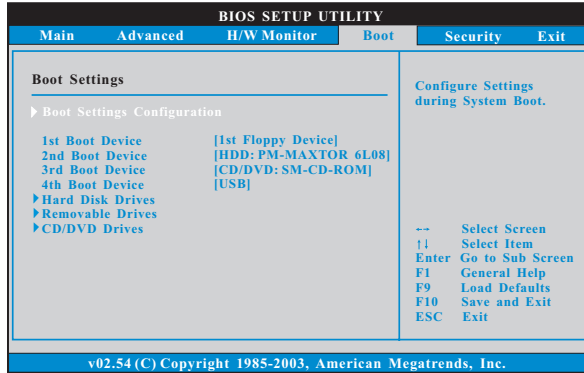 BIOS SETUP UTILITY
Main Advanced H/W Monitor Boot Security Exit
Boot Settings
Boot Settings Configuration
1st Boot Device [1st Floppy Device]
2nd Boot Device [HDD: PM-MAXTOR 6L08]
3rd Boot Device [CD/DVD: SM-CD-ROM]
4th Boot Device [USB]
Hard Disk Drives
Removable Drives
CD/DVD Drives
Configure Settings
during System Boot.
←→ Select Screen
↑↓ Select Item
Enter Go to Sub Screen
F1 General Help
F9 Load Defaults
F10 Save and Exit
ESC Exit
v02.54 (C) Copyright 1985-2003, American Megatrends, Inc.